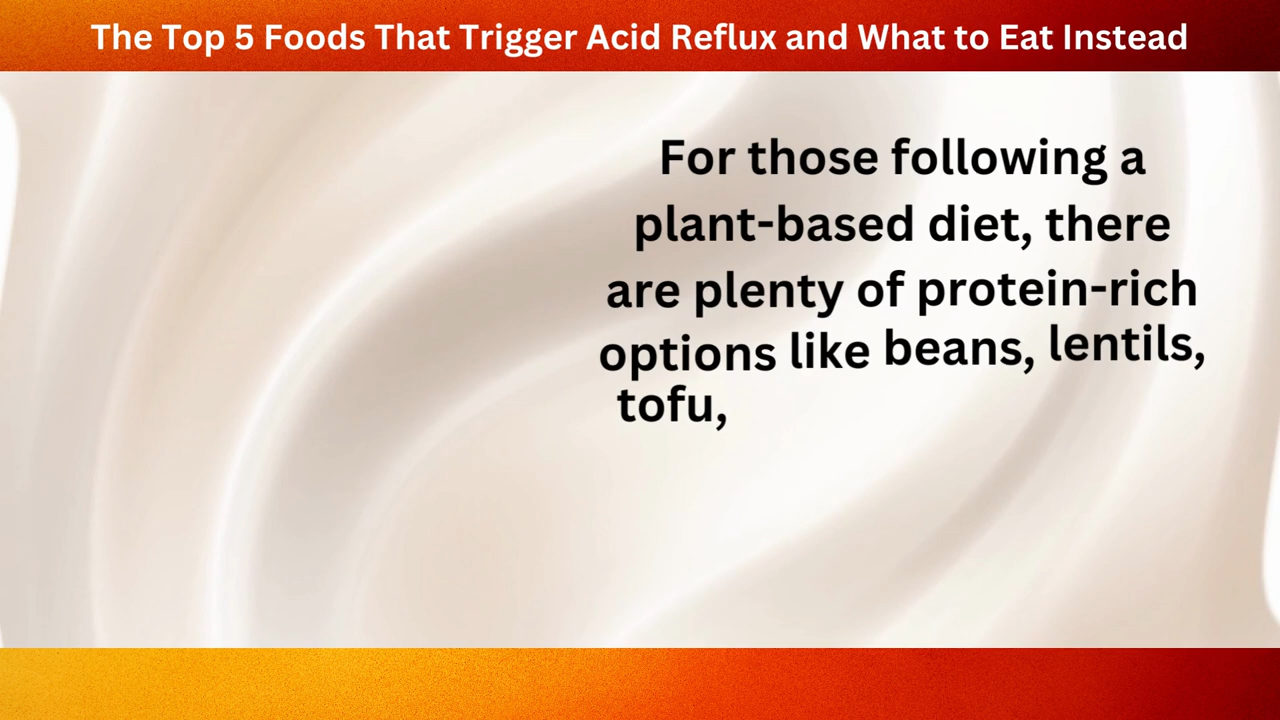 The Top 5 Foods That Trigger Acid Reflux and What to Eat Instead
For those following a
plant-based diet, there
are plenty of protein-rich
options like beans, lentils,
tofu,